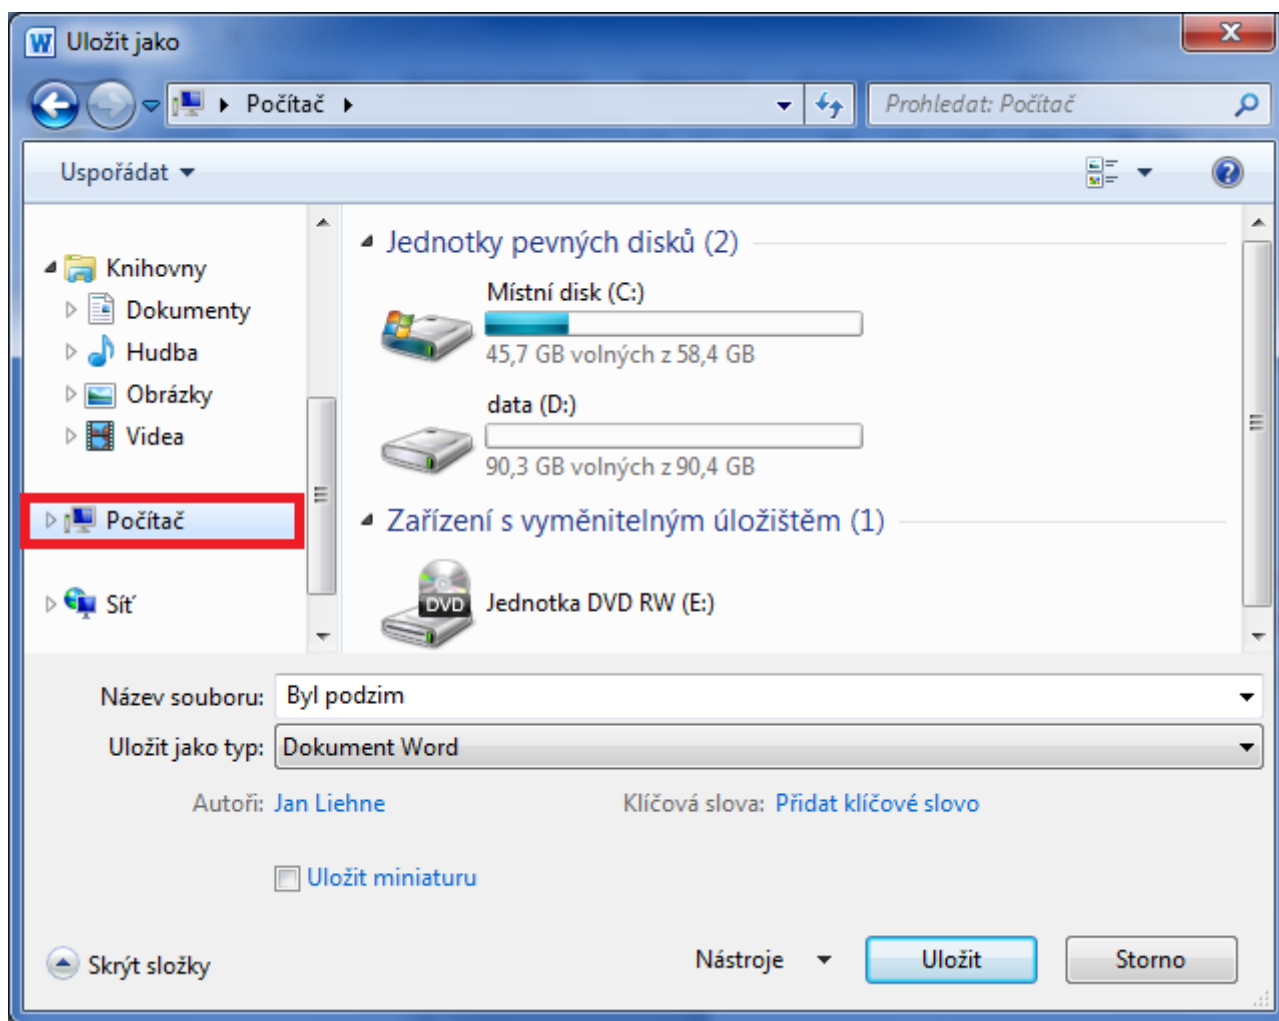 Uložit jako
Počítač
Prohledat: Počítač
Uspořádat
Knihovny
Dokumenty
Hudba
Obrázky
Videa
Počítač
Síť
Jednotky pevných disků (2)
Místní disk (C:)
45,7 GB volných z 58,4 GB
data (D:)
90,3 GB volných z 90,4 GB
Zařízení s vyměnitelným úložištěm (1)
DVD
Jednotka DVD RW (E:)
Název souboru: Byl podzim
Uložit jako typ: Dokument Word
Autoři: Jan Liehne Klíčová slova: Přidat klíčové slovo
Uložit miniaturu
Skrýt složky Nástroje Uložit Storno